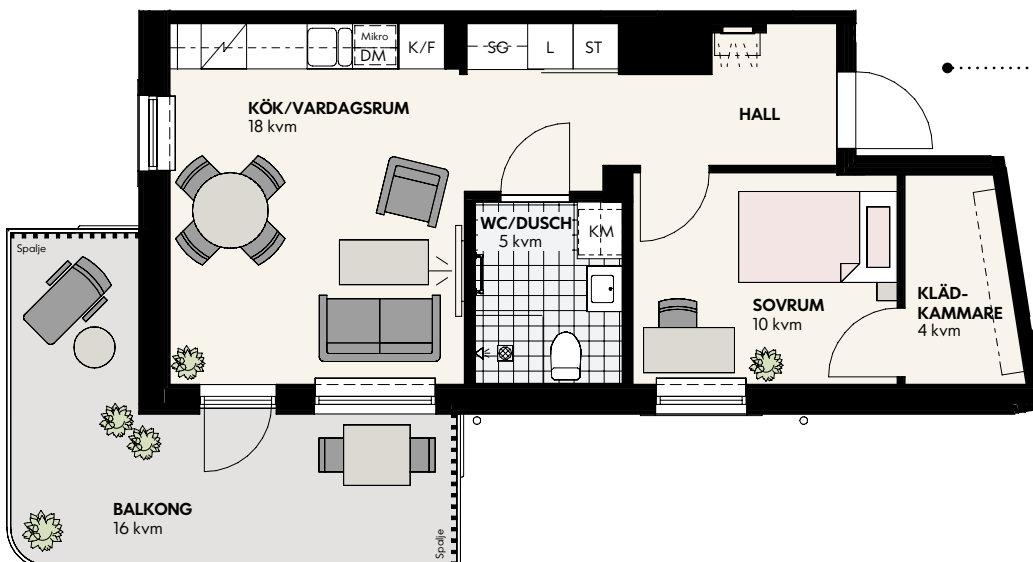 Mikro
DM
K/F
SG
L
ST
KÖK/VARDAGSRUM
18 kvm
HALL
WC/DUSCH
5 kvm
KM
SOVRUM
10 kvm
KLÄD-
KAMMARE
4 kvm
Spalje
BALKONG
16 kvm
Spalje